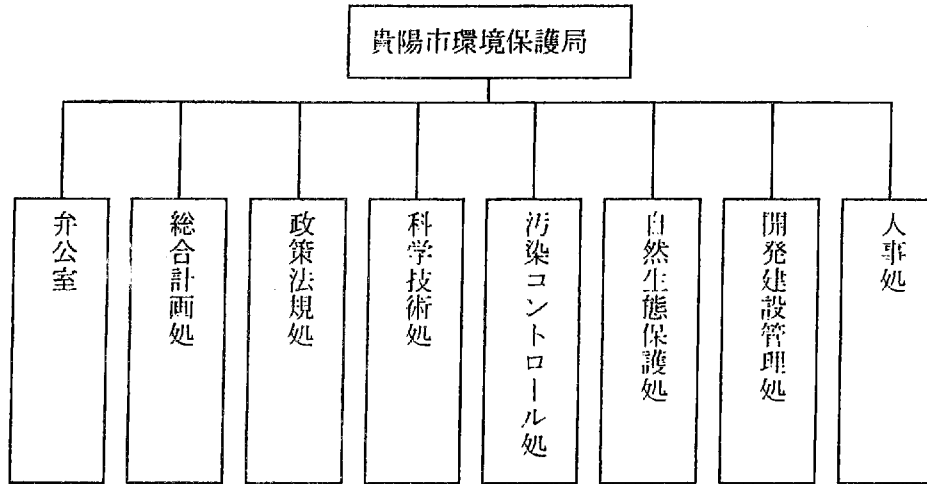 貴陽市環境保護局
弁公室
総合計画処
政策法規処
科学技術処
汚染コントロール処
自然生態保護処
開発建設管理処
人事処